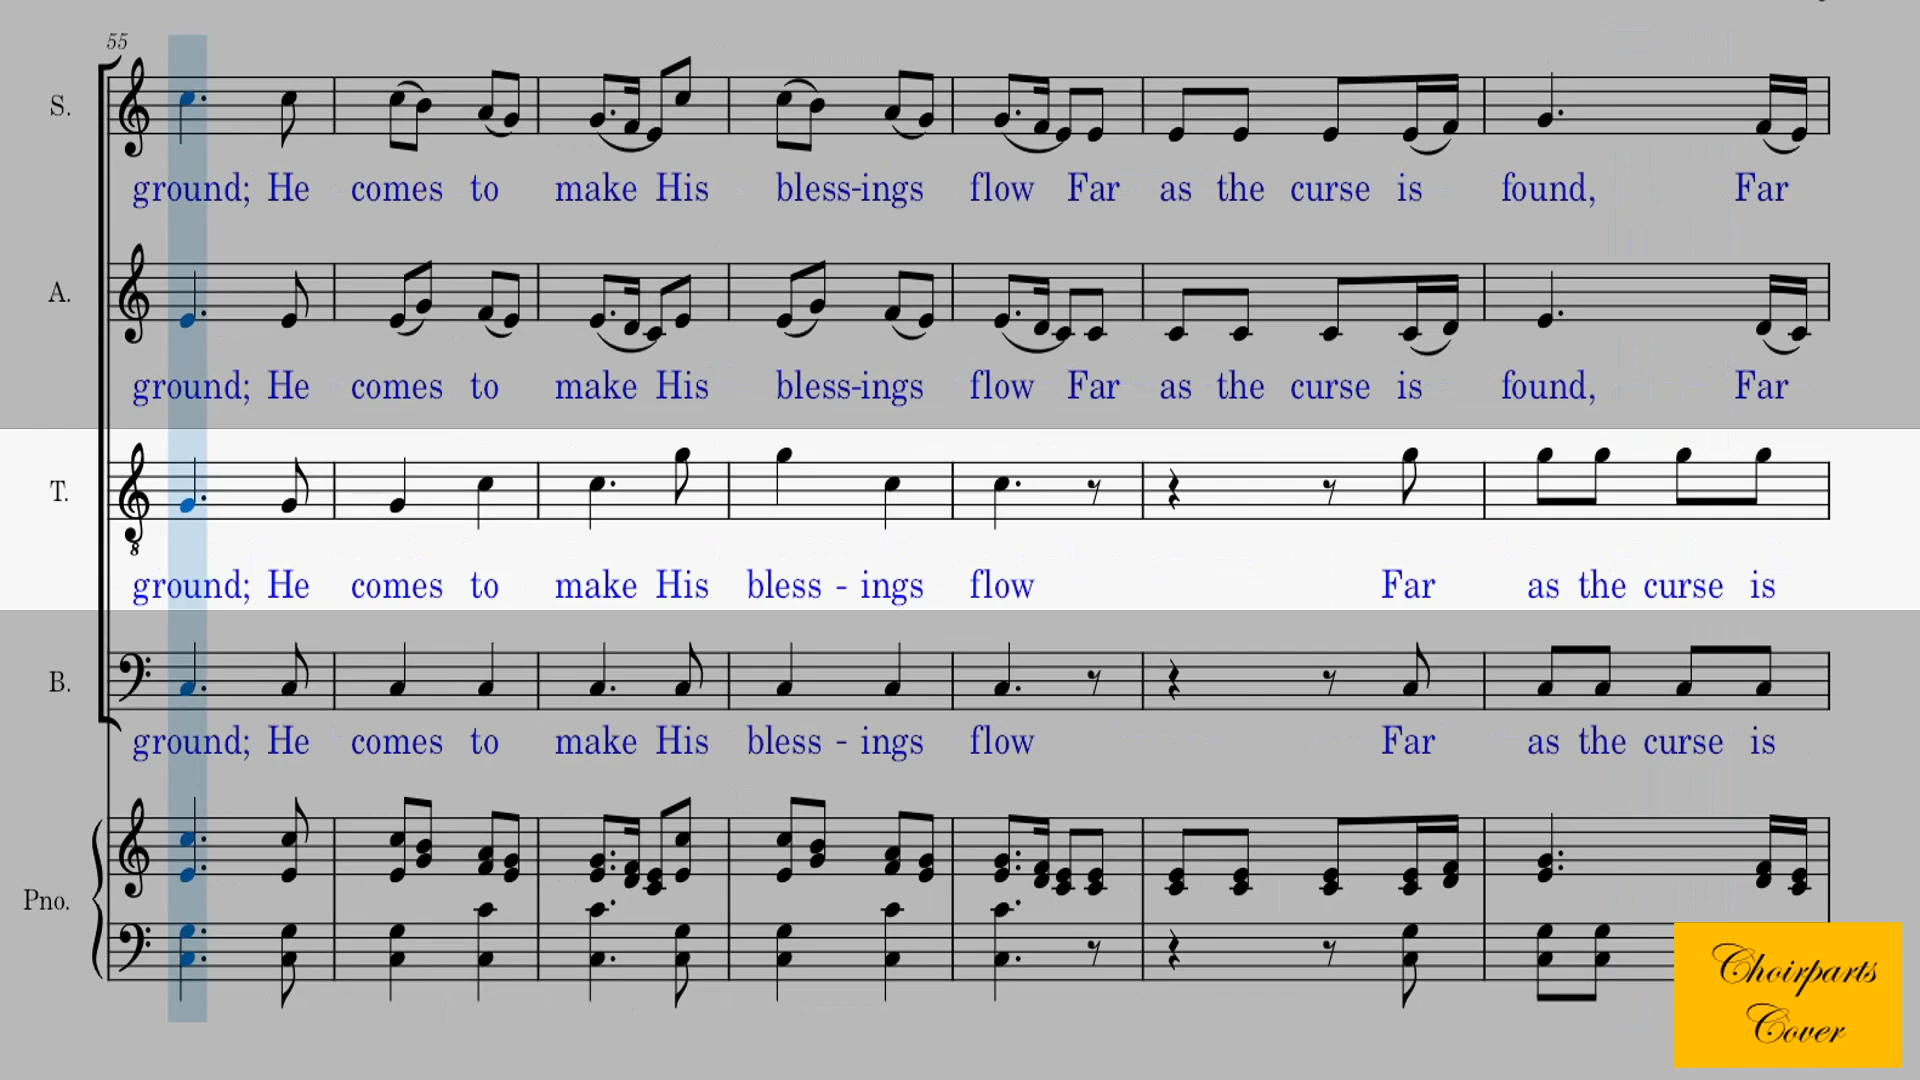 55
S.
ground; He comes to make His bless-ings flow Far as the curse is found, Far
A.
ground; He comes to make His bless-ings flow Far as the curse is found, Far
T.
8
ground; He comes to make His bless - ings flow Far as the curse is
B.
ground; He comes to make His bless - ings flow Far as the curse is
Pno.
Choirparts
Cover